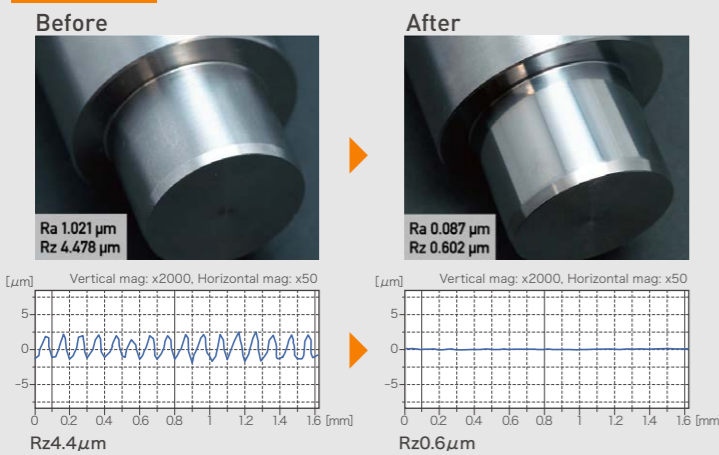 Before
After
Ra 1.021 μm
Rz 4.478 μm
Ra 0.087 μm
Rz 0.602 μm
[μm]
Vertical mag: x2000, Horizontal mag: x50
5
0
-5
0 0.2 0.4 0.6 0.8 1 1.2 1.4 1.6 [mm]
Rz4.4μm
[μm]
Vertical mag: x2000, Horizontal mag: x50
5
0
-5
0 0.2 0.4 0.6 0.8 1 1.2 1.4 1.6 [mm]
Rz0.6μm